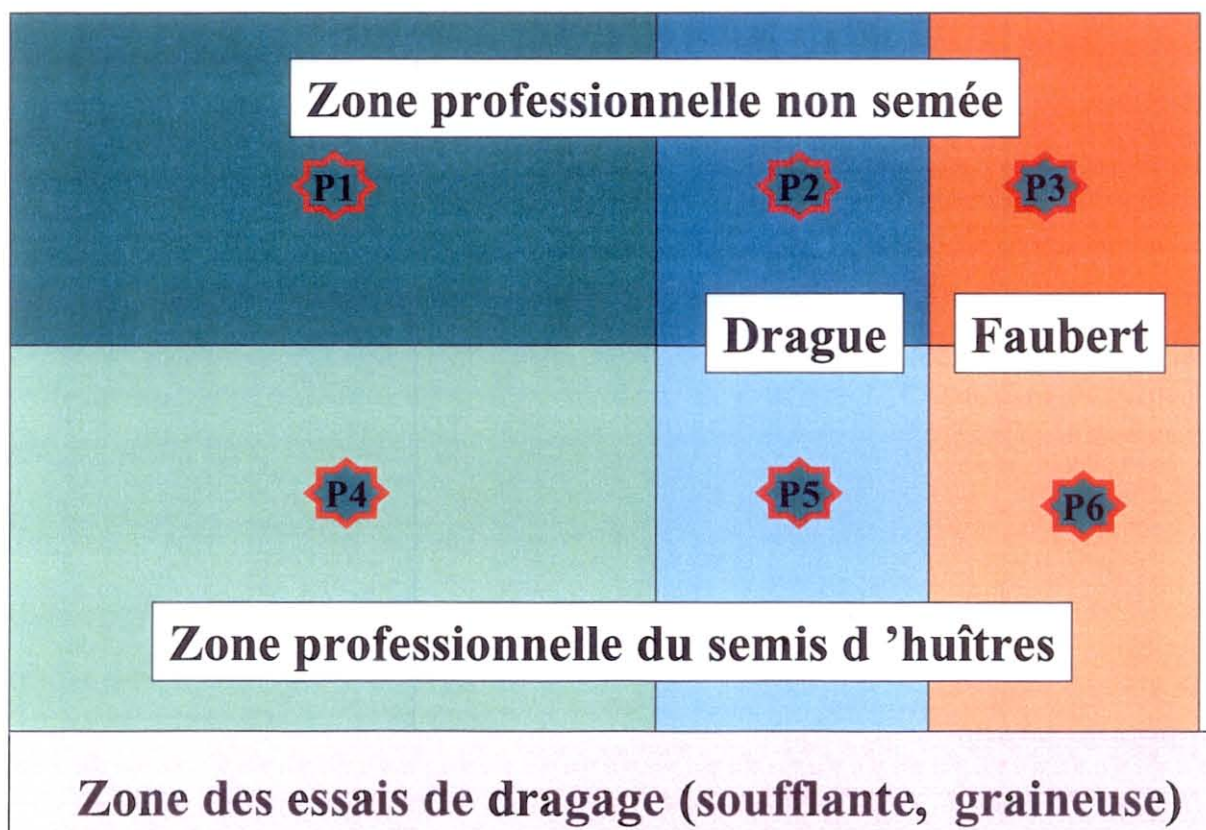 Zone professionnelle non semée
P1 P2 P3
Drague Faubert
P4 P5 P6
Zone professionnelle du semis d ’huîtres
Zone des essais de dragage (soufflante, graineuse)